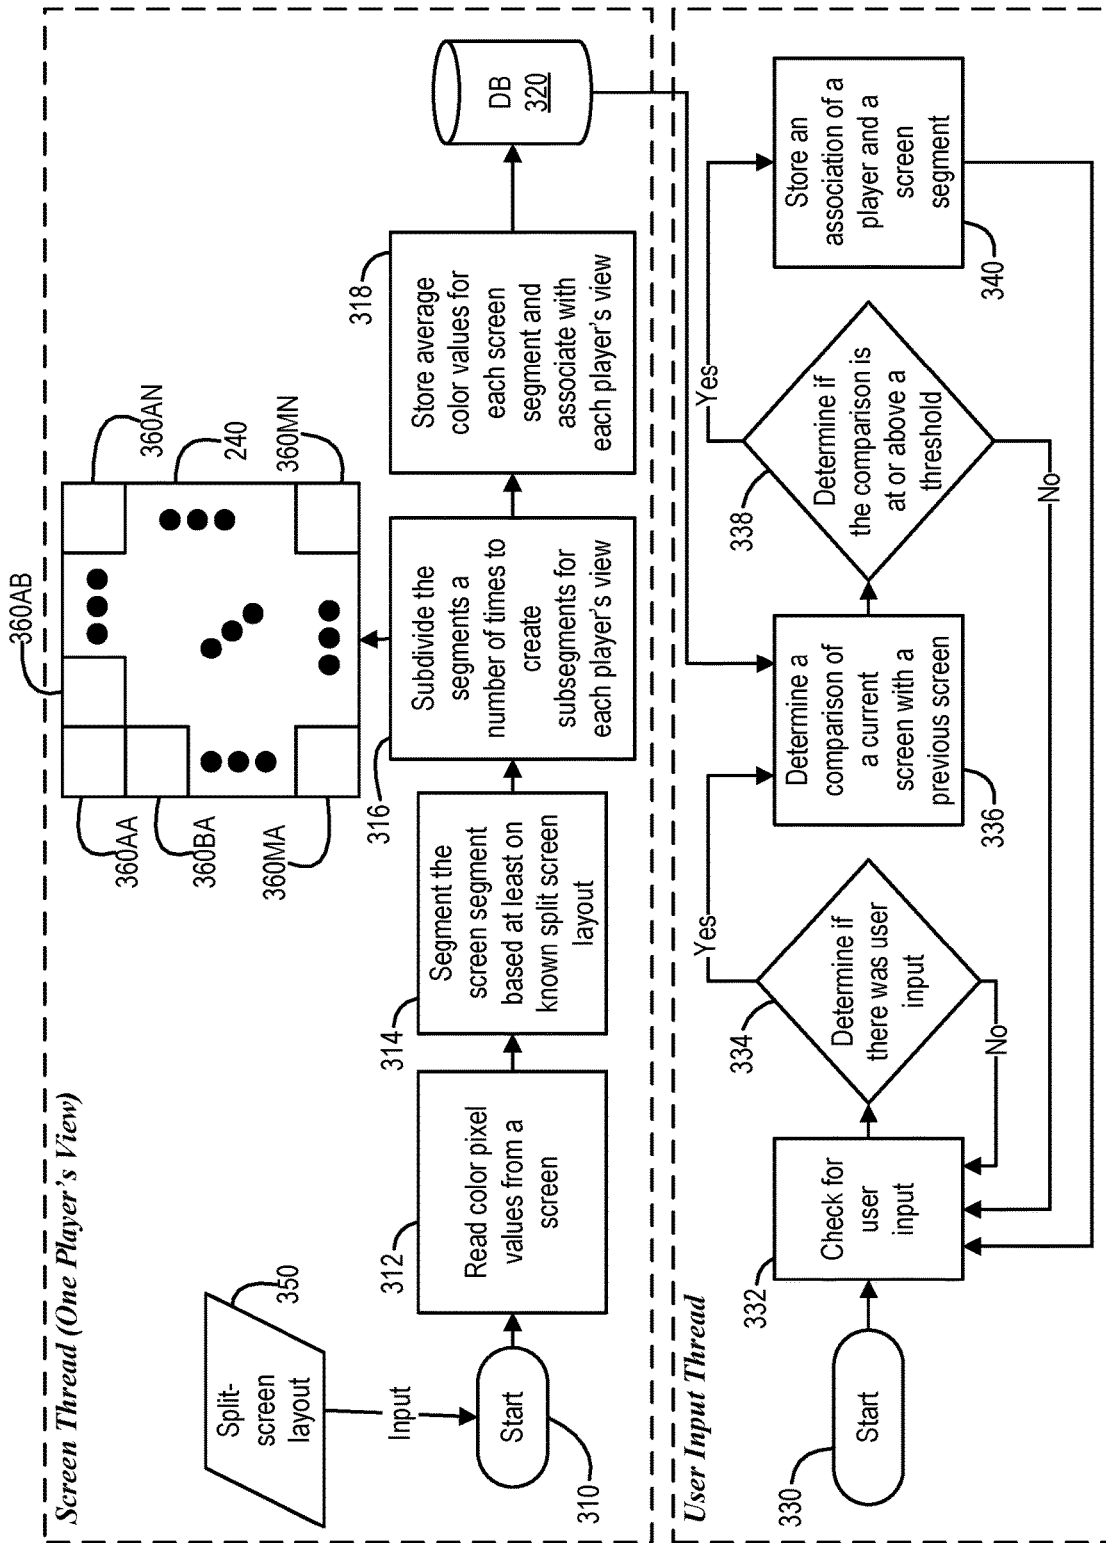 Screen Thread (One Player's View)
Split-
screen
layout
350
Input
Start
310
312
Read color pixel
values from a
screen
314
Segment the
screen segment
based at least on
known split screen
layout
316
Subdivide the
segments a
number of times to
create
subsegments for
each player's view
360AA
360BA
360MA
360AB
360AN
240
360MN
318
Store average
color values for
each screen
segment and
associate with
each player's view
DB
320
User Input Thread
330
Start
332
Check for
user
input
334
Determine if
there was user
input
Yes
No
Determine a
comparison of
a current
screen with a
previous screen
336
338
Determine if
the comparison is
at or above a
threshold
Yes
No
Store an
association of a
player and a
screen
segment
340